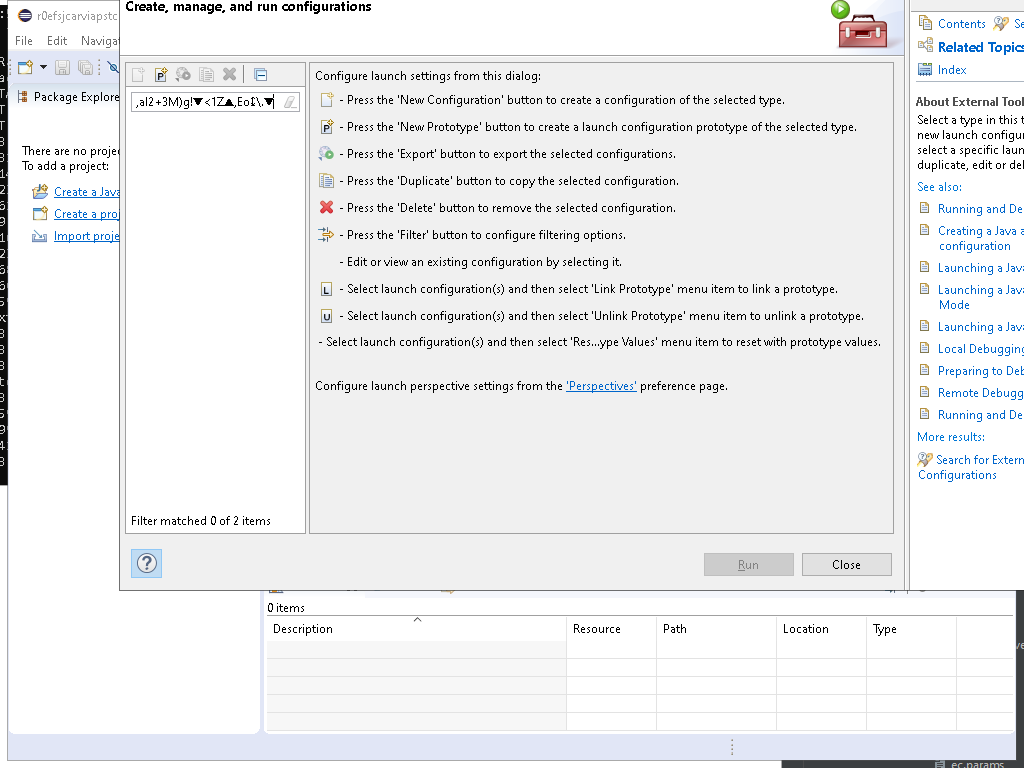 Create, manage, and run configurations
r0efsjcarviapstc
File Edit Naviga
Package Explore
There are no projec
To add a project:
Create a Java
Create a proj
Import proje
,al2+3M)g!▼<1Z▲,Eo
Filter matched 0 of 2 items
Configure launch settings from this dialog:
- Press the 'New Configuration' button to create a configuration of the selected type.
- Press the 'New Prototype' button to create a launch configuration prototype of the selected type.
- Press the 'Export' button to export the selected configurations.
- Press the 'Duplicate' button to copy the selected configuration.
- Press the 'Delete' button to remove the selected configuration.
- Press the 'Filter' button to configure filtering options.
- Edit or view an existing configuration by selecting it.
L - Select launch configuration(s) and then select 'Link Prototype' menu item to link a prototype.
U - Select launch configuration(s) and then select 'Unlink Prototype' menu item to unlink a prototype.
- Select launch configuration(s) and then select 'Res...ype Values' menu item to reset with prototype values.
Configure launch perspective settings from the 'Perspectives' preference page.
Run
Close
Contents Se
Related Topics
Index
About External Tool
Select a type in this t
new launch configur
select a specific laun
duplicate, edit or del
See also:
Running and De
Creating a Java a
configuration
Launching a Java
Launching a Java
Mode
Launching a Java
Local Debugging
Preparing to Deb
Remote Debugg
Running and De
More results:
Search for Extern
Configurations
0 items
Description Resource Path Location Type
ec.params